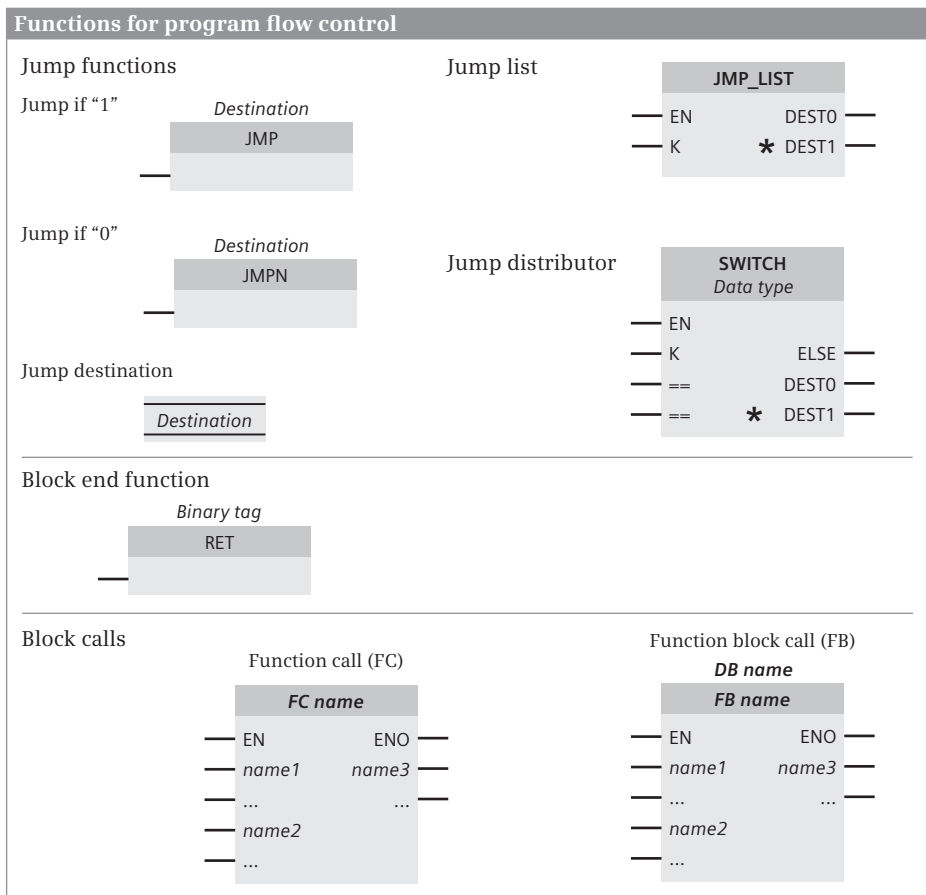 Functions for program flow control
Jump functions
Jump if “1”
Destination
JMP
Jump if “0”
Destination
JMPN
Jump destination
Destination
Jump list
JMP_LIST
EN DEST0
K * DEST1
Jump distributor
SWITCH
Data type
EN
K ELSE
== DEST0
== * DEST1
Block end function
Binary tag
RET
Block calls
Function call (FC)
FC name
EN ENO
name1 name3
... ...
name2
...
Function block call (FB)
DB name
FB name
EN ENO
name1 name3
... ...
name2
...